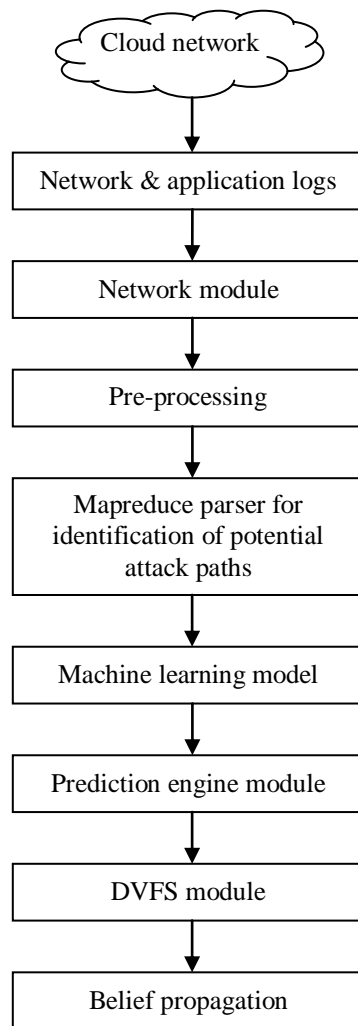 Cloud network
Network & application logs
Network module
Pre-processing
Mapreduce parser for
identification of potential
attack paths
Machine learning model
Prediction engine module
DVFS module
Belief propagation